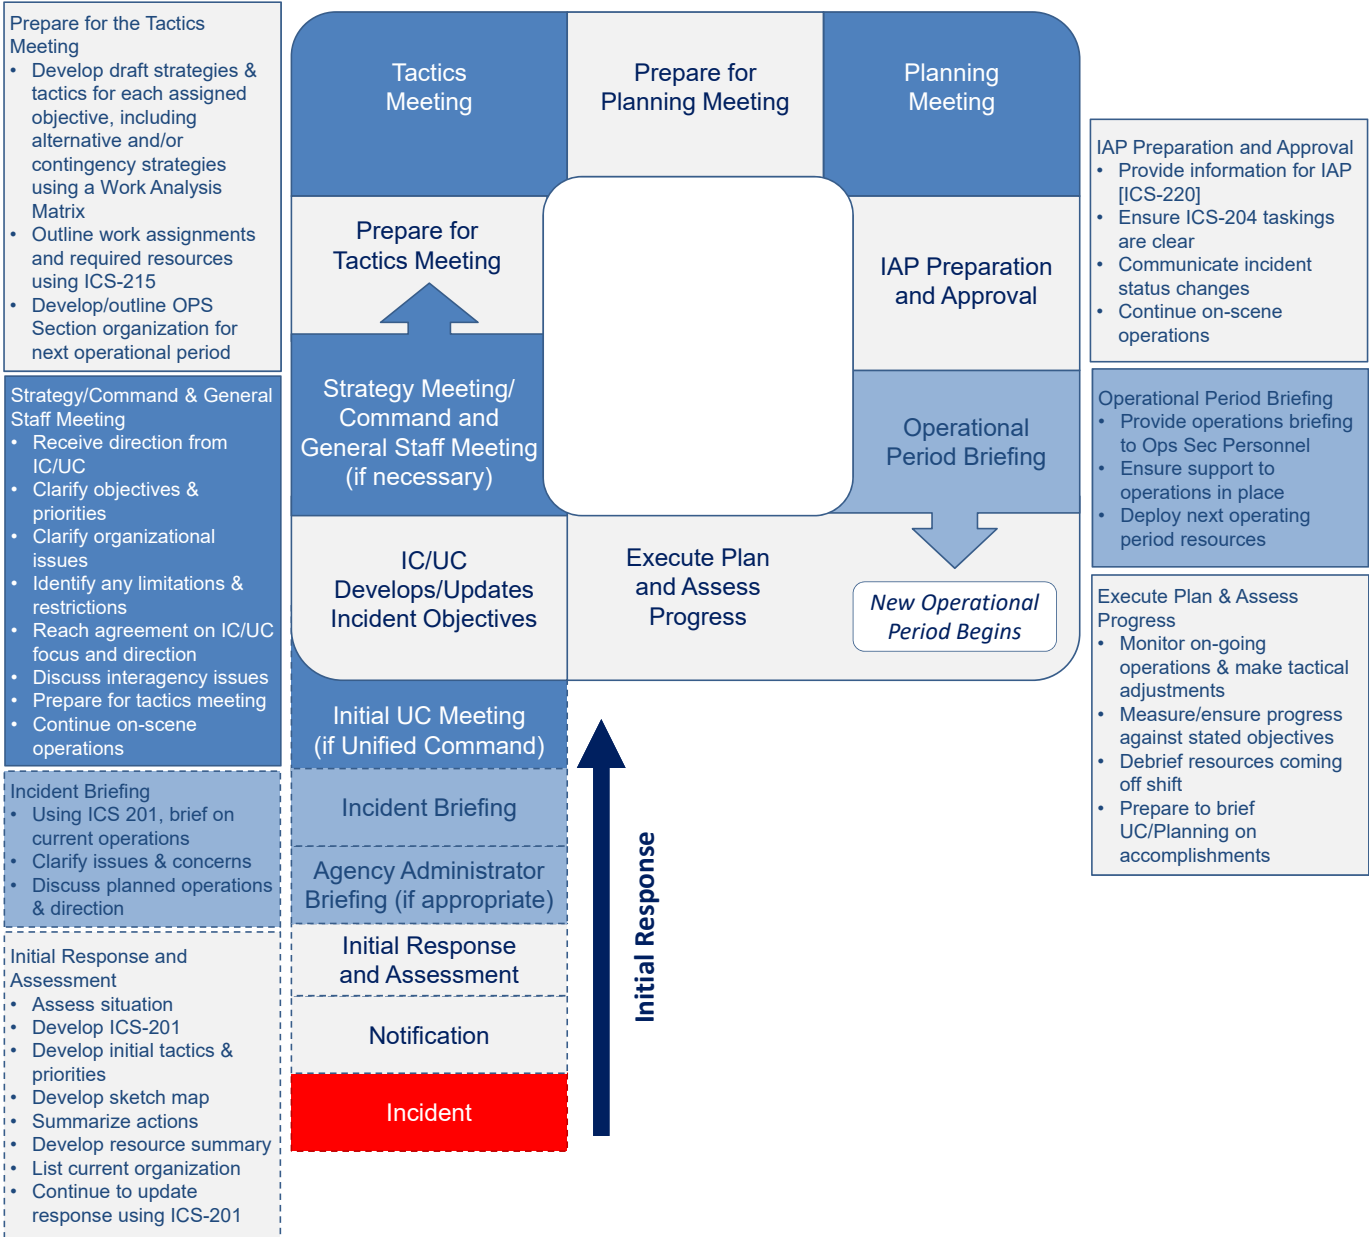 Prepare for the Tactics
Meeting
• Develop draft strategies &
tactics for each assigned
objective, including
alternative and/or
contingency strategies
using a Work Analysis
Matrix
• Outline work assignments
and required resources
using ICS-215
• Develop/outline OPS
Section organization for
next operational period
Strategy/Command & General
Staff Meeting
• Receive direction from
IC/UC
• Clarify objectives &
priorities
• Clarify organizational
issues
• Identify any limitations &
restrictions
• Reach agreement on IC/UC
focus and direction
• Discuss interagency issues
• Prepare for tactics meeting
• Continue on-scene
operations
Incident Briefing
• Using ICS 201, brief on
current operations
• Clarify issues & concerns
• Discuss planned operations
& direction
Initial Response and
Assessment
• Assess situation
• Develop ICS-201
• Develop initial tactics &
priorities
• Develop sketch map
• Summarize actions
• Develop resource summary
• List current organization
• Continue to update
response using ICS-201
Tactics
Meeting
Prepare for
Planning Meeting
Planning
Meeting
Prepare for
Tactics Meeting
IAP Preparation
and Approval
Strategy Meeting/
Command and
General Staff Meeting
(if necessary)
Operational
Period Briefing
IC/UC
Develops/Updates
Incident Objectives
Execute Plan
and Assess
Progress
New Operational
Period Begins
Initial UC Meeting
(if Unified Command)
Incident Briefing
Agency Administrator
Briefing (if appropriate)
Initial Response
and Assessment
Notification
Incident
Initial Response
IAP Preparation and Approval
• Provide information for IAP
[ICS-220]
• Ensure ICS-204 taskings
are clear
• Communicate incident
status changes
• Continue on-scene
operations
Operational Period Briefing
• Provide operations briefing
to Ops Sec Personnel
• Ensure support to
operations in place
• Deploy next operating
period resources
Execute Plan & Assess
Progress
• Monitor on-going
operations & make tactical
adjustments
• Measure/ensure progress
against stated objectives
• Debrief resources coming
off shift
• Prepare to brief
UC/Planning on
accomplishments